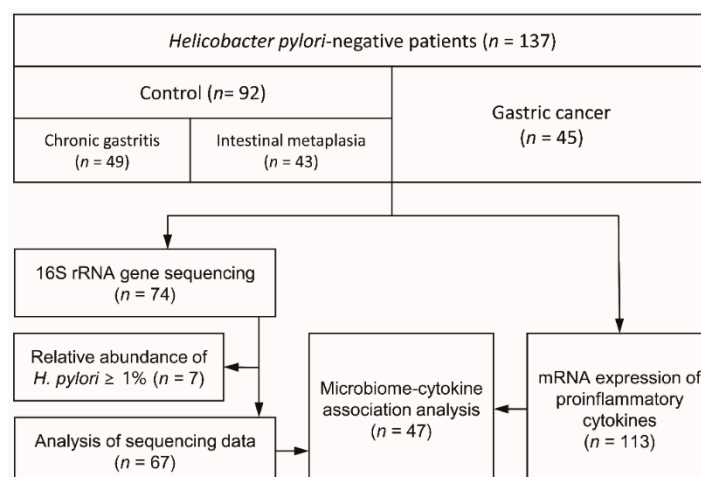 Helicobacter pylori-negative patients (n = 137)
Control (n= 92)
Gastric cancer
(n = 45)
Chronic gastritis
(n = 49)
Intestinal metaplasia
(n = 43)
16S rRNA gene sequencing
(n = 74)
Relative abundance of
H. pylori ≥ 1% (n = 7)
Analysis of sequencing data
(n = 67)
Microbiome-cytokine
association analysis
(n = 47)
mRNA expression of
proinflammatory
cytokines
(n = 113)